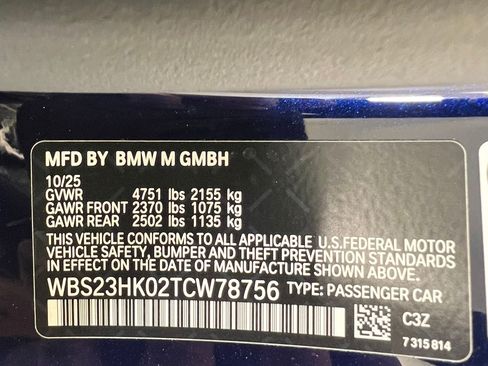 MFD BY BMW M GMBH
10/25
GVWR 4751 lbs 2155 kg
GAWR FRONT 2370 lbs 1075 kg
GAWR REAR 2502 lbs 1135 kg
THIS VEHICLE CONFORMS TO ALL APPLICABLE U.S.FEDERAL MOTOR
VEHICLE SAFETY, BUMPER AND THEFT PREVENTION STANDARDS
IN EFFECT ON THE DATE OF MANUFACTURE SHOWN ABOVE.
WBS23HK02TCW78756 TYPE: PASSENGER CAR
C3Z
7315814